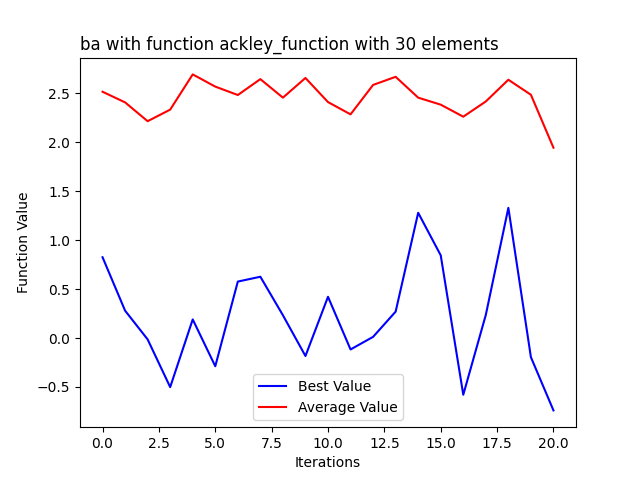 ba with function ackley_function with 30 elements
Function Value
2.5
2.0
1.5
1.0
0.5
0.0
−0.5
Best Value
Average Value
0.0 2.5 5.0 7.5 10.0 12.5 15.0 17.5 20.0
Iterations